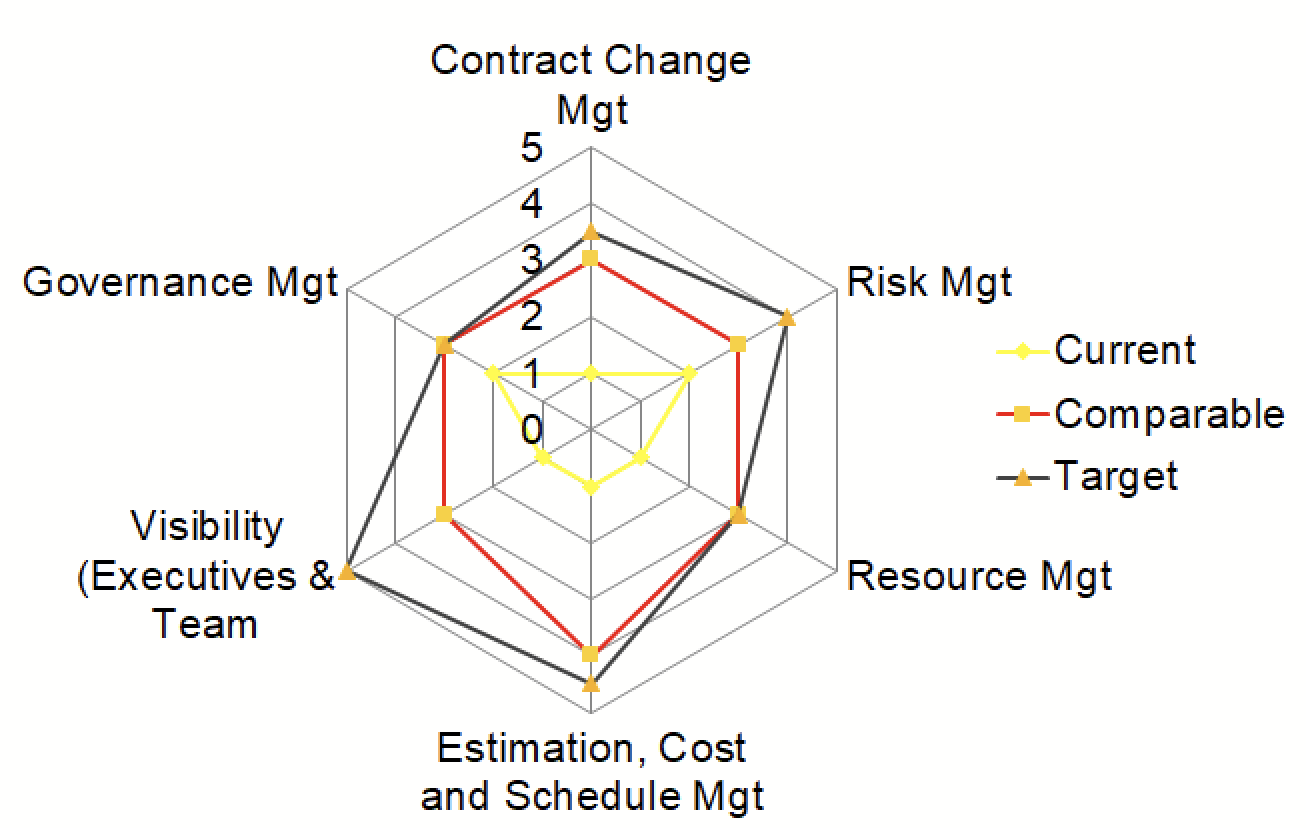 Contract Change
Mgt
5
4
3
2
1
0
Governance Mgt
Risk Mgt
Current
Comparable
Target
Visibility
(Executives &
Team
Resource Mgt
Estimation, Cost
and Schedule Mgt